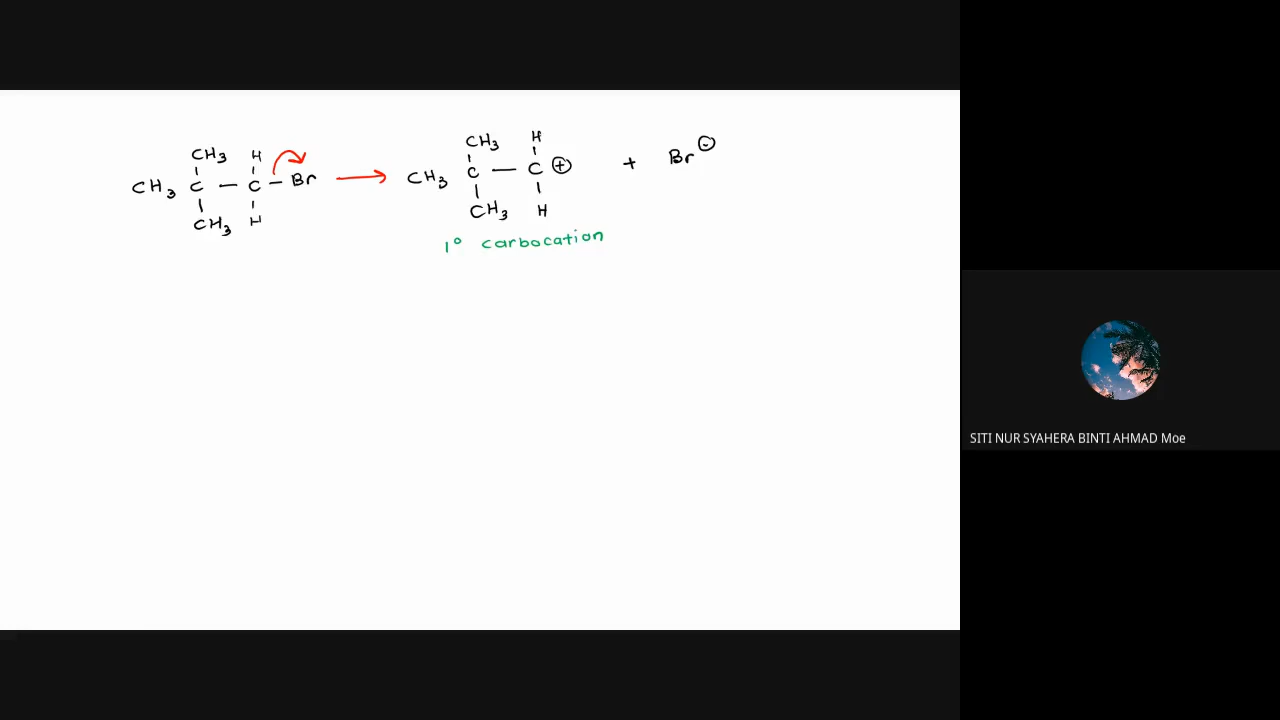 CH3 H CH3 H
CH3 C — C — Br → CH3 C — C ⊕ + Br ⊖
CH3 H CH3 H
1° carbocation
SITI NUR SYAHERA BINTI AHMAD Moe